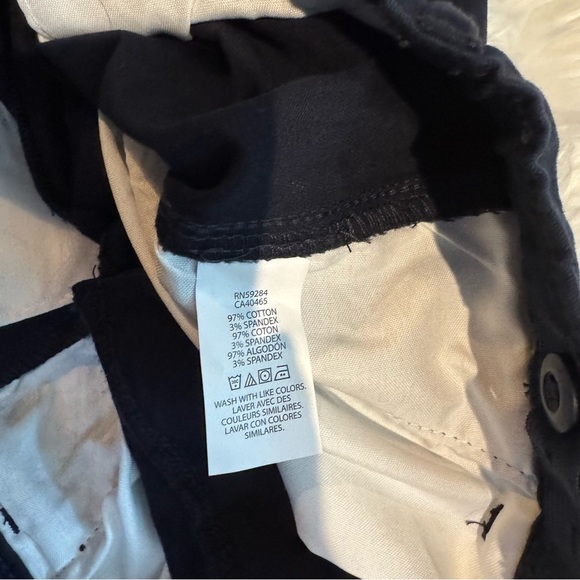 RN59284
CA40465
97% COTTON
3% SPANDEX
97% COTON
3% SPANDEX
97% ALGODÓN
3% SPANDEX
WASH WITH LIKE COLORS.
LAVER AVEC DES
COULEURS SIMILAIRES.
LAVAR CON COLORES
SIMILARES.